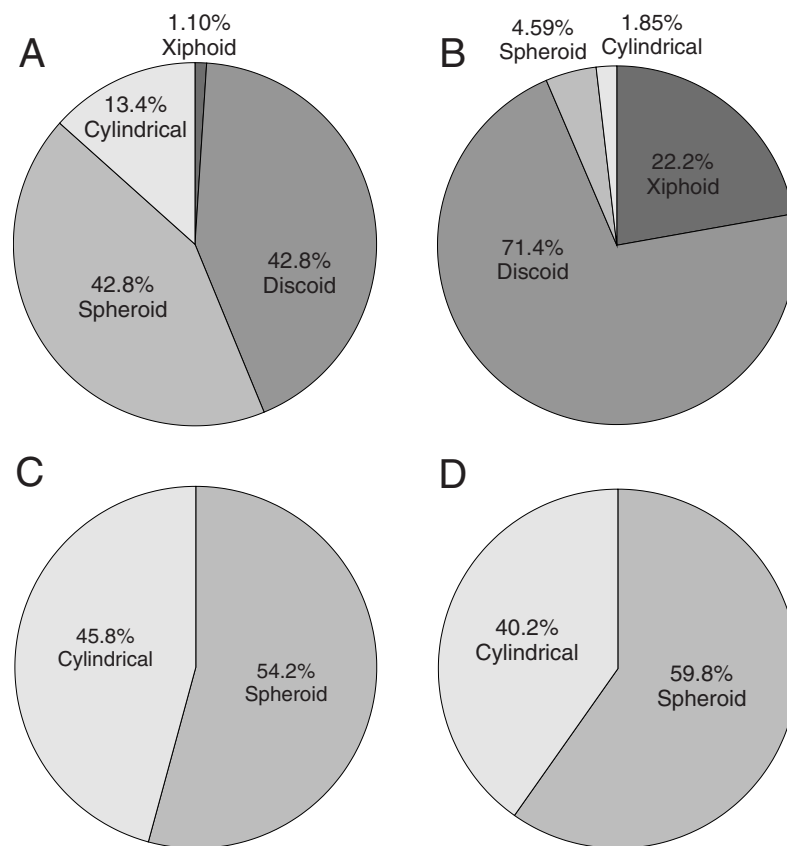 A
1.10%
Xiphoid
13.4%
Cylindrical
42.8%
Discoid
42.8%
Spheroid
B
4.59%
Spheroid
1.85%
Cylindrical
22.2%
Xiphoid
71.4%
Discoid
C
45.8%
Cylindrical
54.2%
Spheroid
D
40.2%
Cylindrical
59.8%
Spheroid